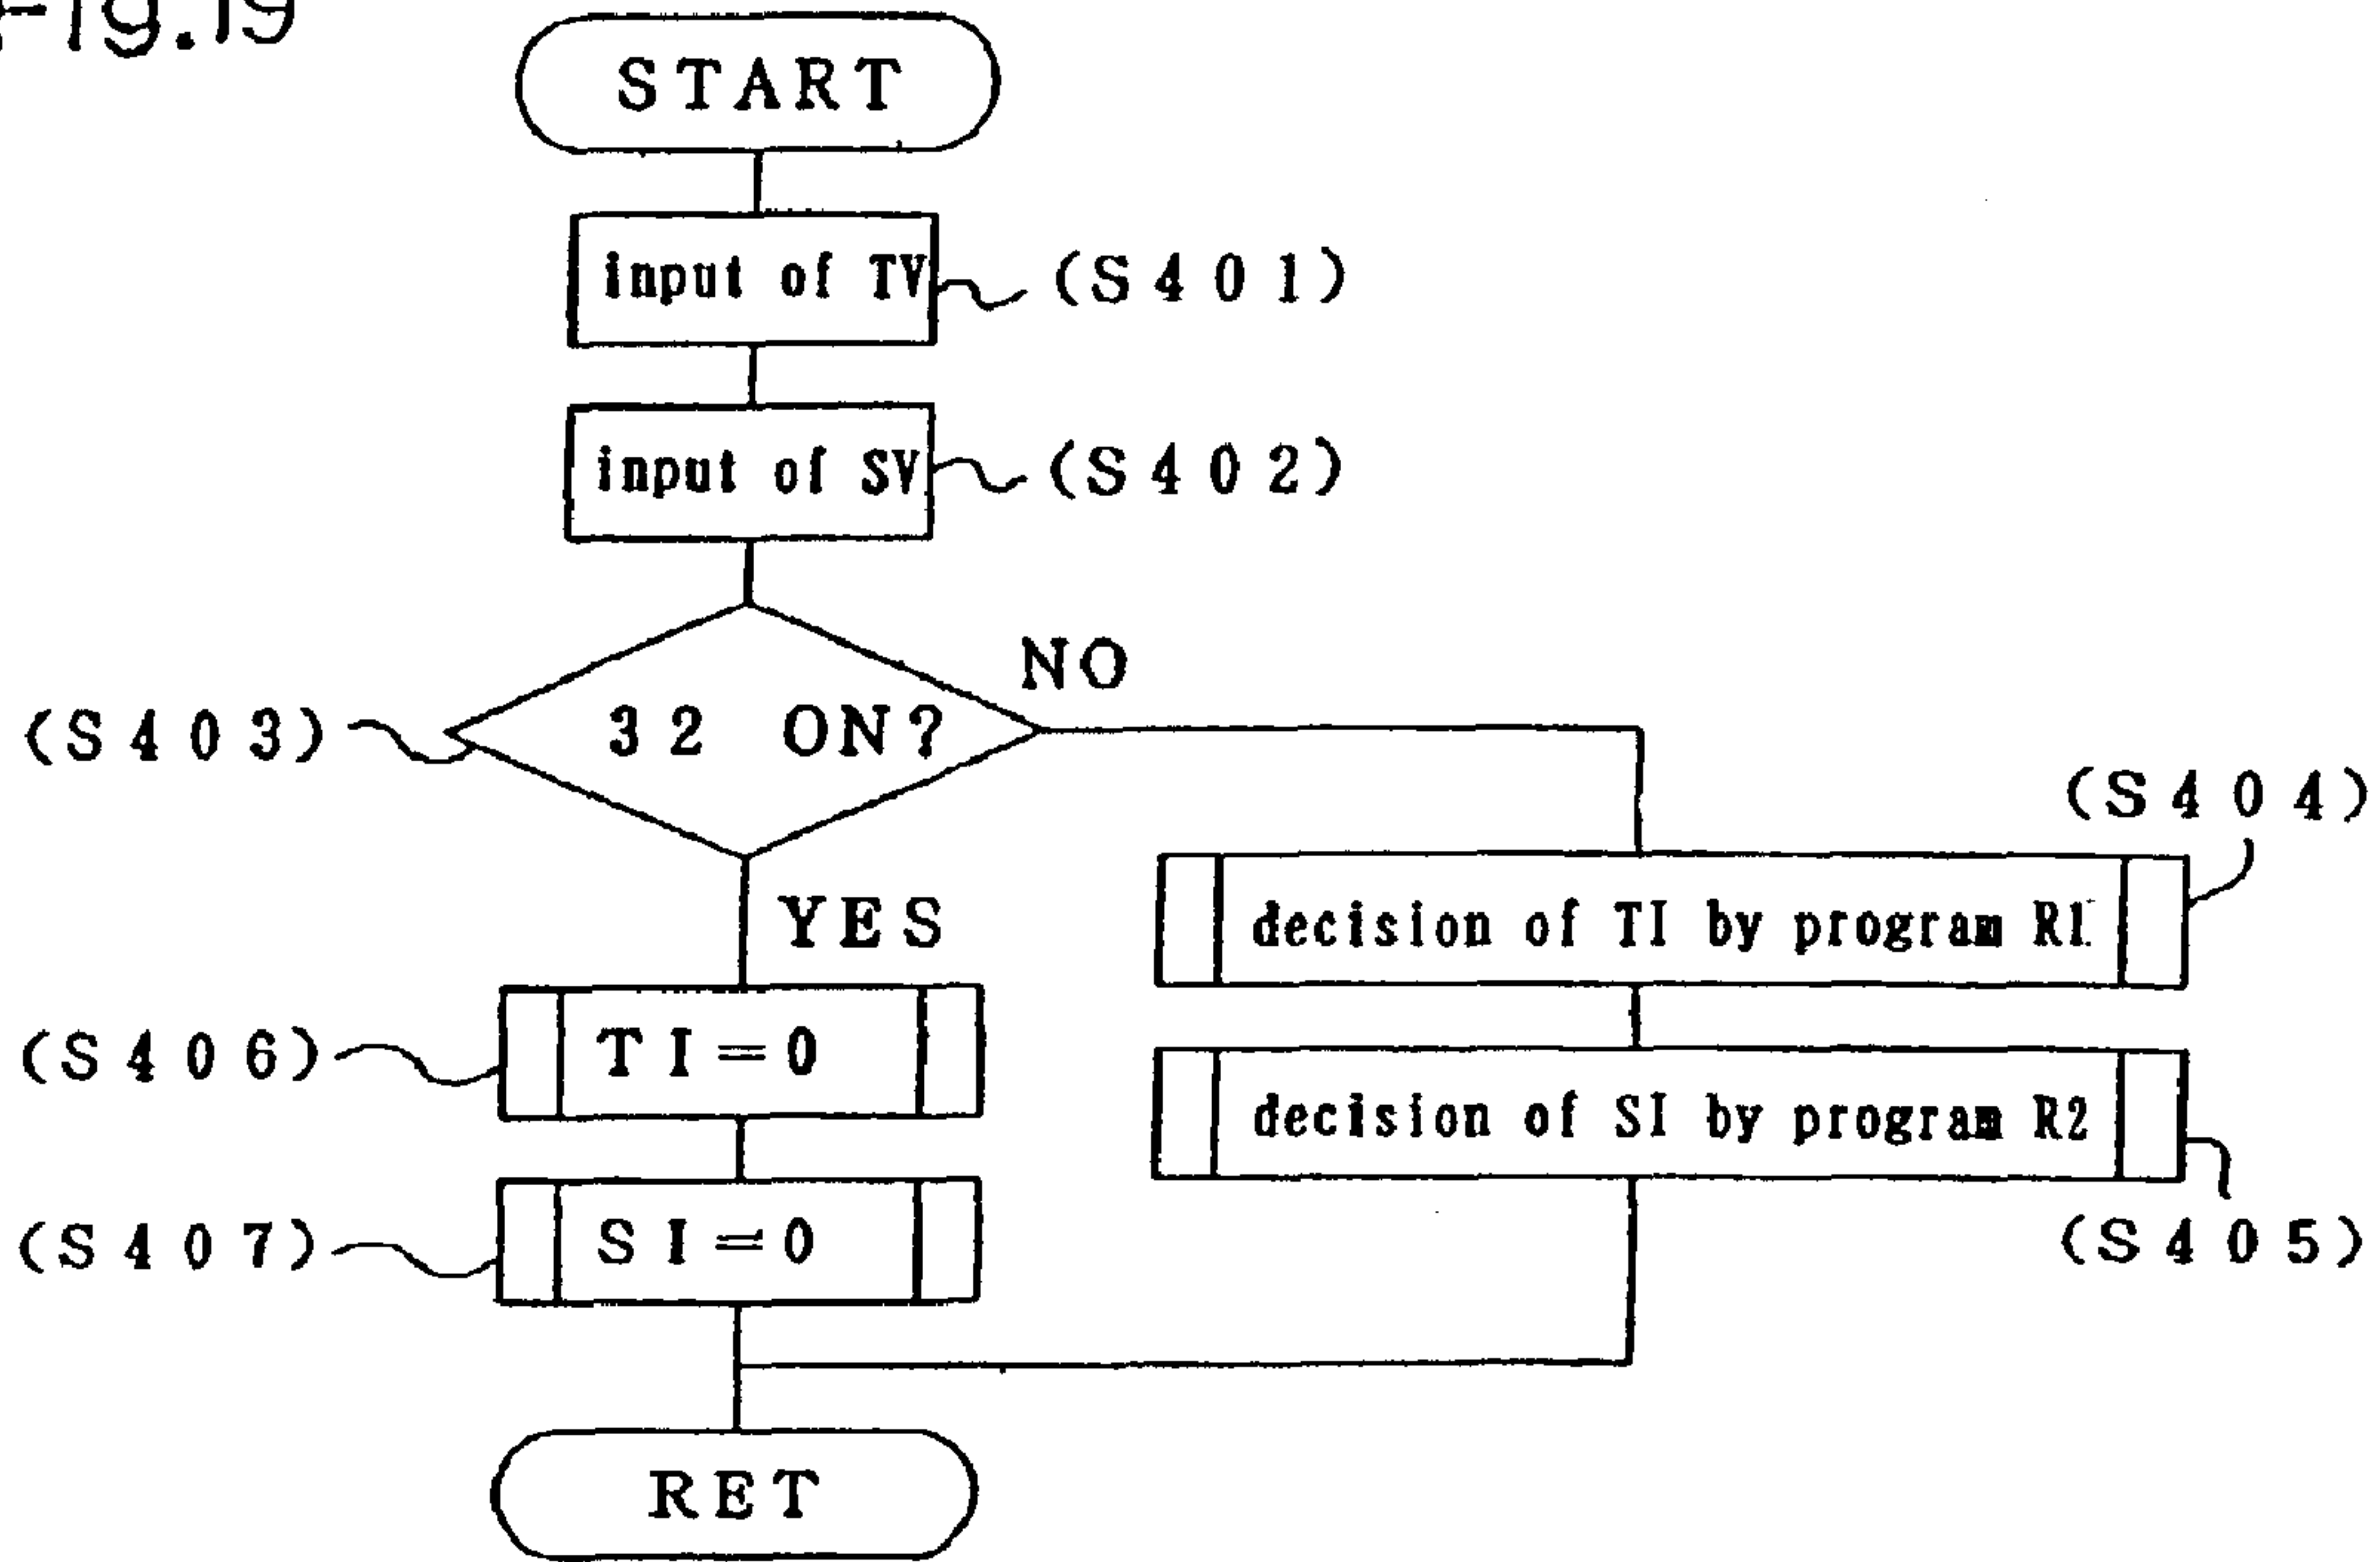 Fig.19
START
input of TV
(S401)
input of SV
(S402)
32 ON?
NO
(S403)
YES
(S404)
decision of TI by program R1
decision of SI by program R2
(S405)
TI=0
(S406)
SI=0
(S407)
RET